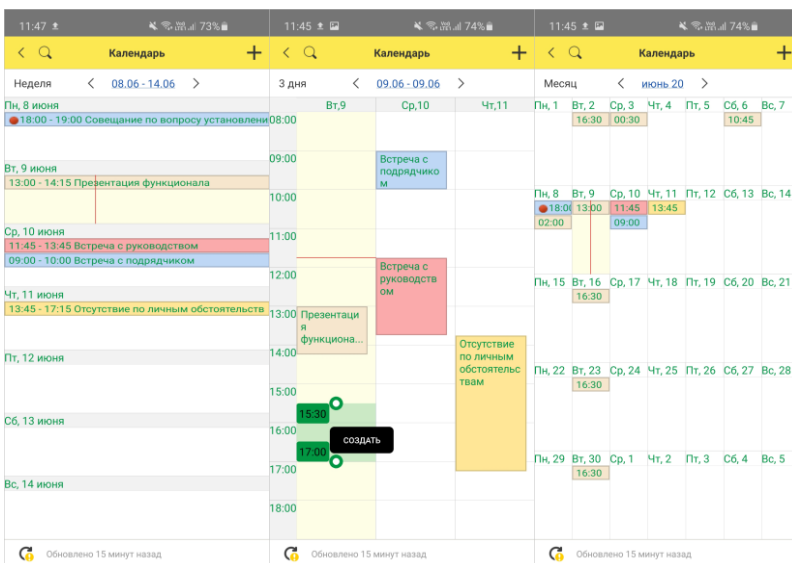 11:47 73%
Календарь
Неделя 08.06 - 14.06
Пн, 8 июня
18:00 - 19:00 Совещание по вопросу установлени
Вт, 9 июня
13:00 - 14:15 Презентация функционала
Ср, 10 июня
11:45 - 13:45 Встреча с руководством
09:00 - 10:00 Встреча с подрядчиком
Чт, 11 июня
13:45 - 17:15 Отсутствие по личным обстоятельств
Пт, 12 июня
Сб, 13 июня
Вс, 14 июня
Обновлено 15 минут назад
11:45 74%
Календарь
3 дня 09.06 - 09.06
Вт,9 Ср,10 Чт,11
08:00
09:00
Встреча с
подрядчико
м
10:00
11:00
12:00
Встреча с
руководств
ом
13:00
Презентаци
я
функциона...
14:00
Отсутствие
по личным
обстоятельс
твам
15:00
15:30
16:00
СОЗДАТЬ
17:00
17:00
18:00
Обновлено 15 минут назад
11:45 74%
Календарь
Месяц июнь 20
Пн, 1 Вт, 2 Ср, 3 Чт, 4 Пт, 5 Сб, 6 Вс, 7
16:30 00:30 10:45
Пн, 8 Вт, 9 Ср, 10 Чт, 11 Пт, 12 Сб, 13 Вс, 14
18:00 13:00 11:45 13:45
02:00 09:00
Пн, 15 Вт, 16 Ср, 17 Чт, 18 Пт, 19 Сб, 20 Вс, 21
16:30
Пн, 22 Вт, 23 Ср, 24 Чт, 25 Пт, 26 Сб, 27 Вс, 28
16:30
Пн, 29 Вт, 30 Ср, 1 Чт, 2 Пт, 3 Сб, 4 Вс, 5
16:30
Обновлено 15 минут назад